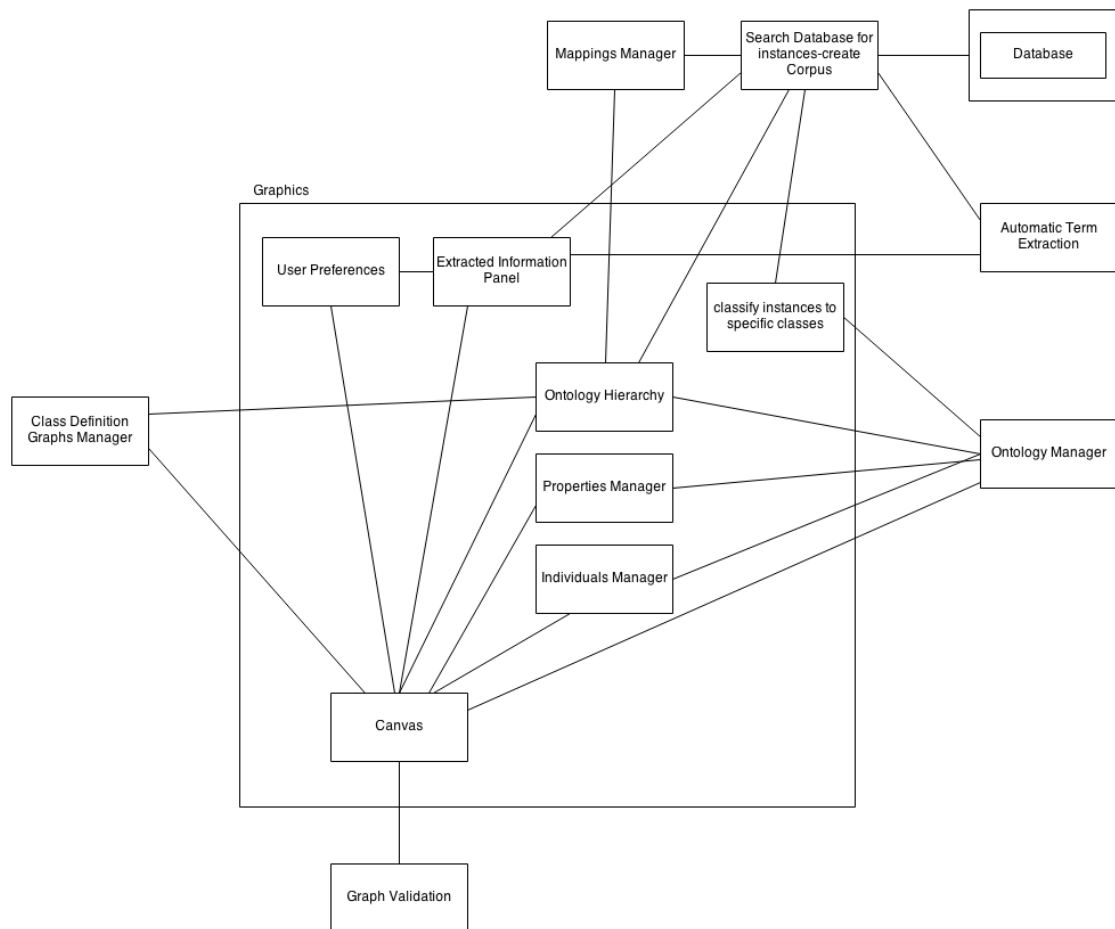 Mappings Manager
Search Database for
instances-create
Corpus
Database
Graphics
Automatic Term
Extraction
User Preferences
Extracted Information
Panel
classify instances to
specific classes
Ontology Hierarchy
Class Definition
Graphs Manager
Ontology Manager
Properties Manager
Individuals Manager
Canvas
Graph Validation